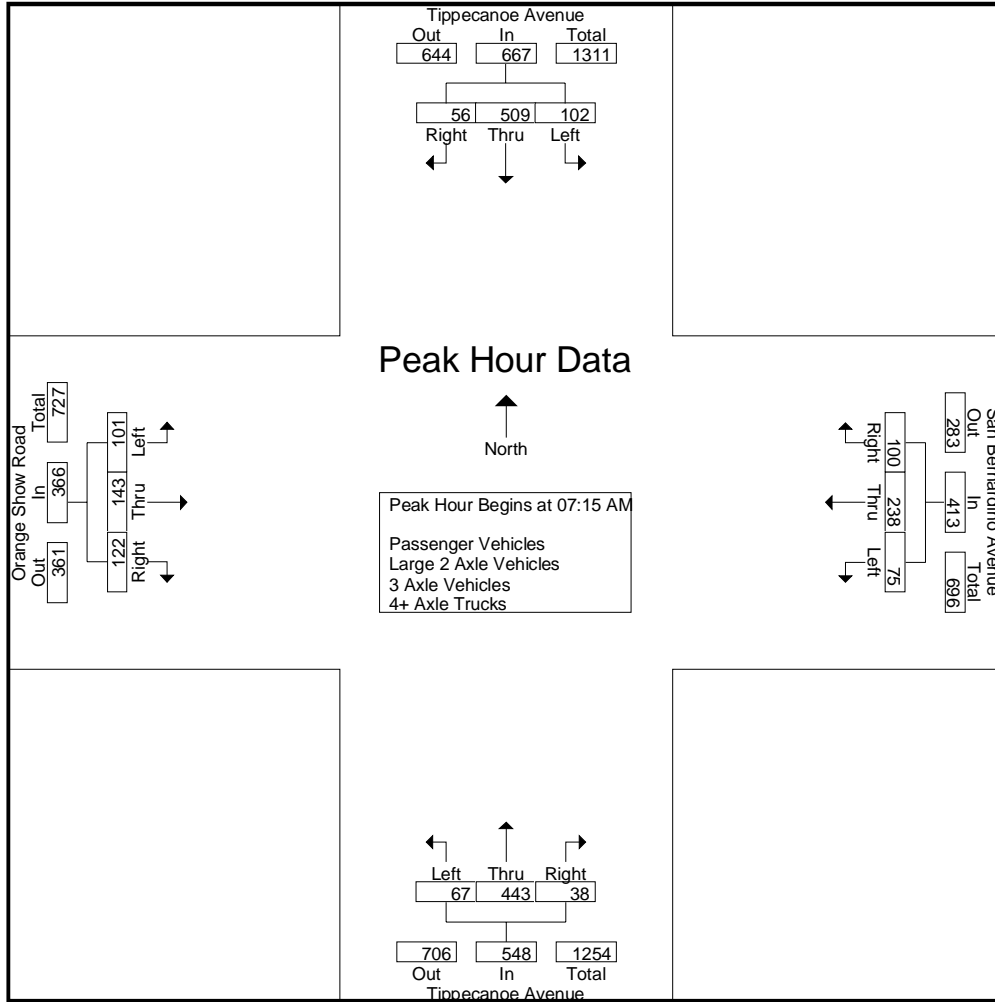 Tippecanoe Avenue
Out In Total
644 667 1311
56 509 102
Right Thru Left
Peak Hour Data
North
Peak Hour Begins at 07:15 AM
Passenger Vehicles
Large 2 Axle Vehicles
3 Axle Vehicles
4+ Axle Trucks
Orange Show Road
Out In Total
361 366 727
122 143 101
Right Thru Left
San Bernardino Avenue
Out In Total
283 413 696
100 238 75
Right Thru Left
Left Thru Right
67 443 38
706 548 1254
Out In Total
Tippecanoe Avenue